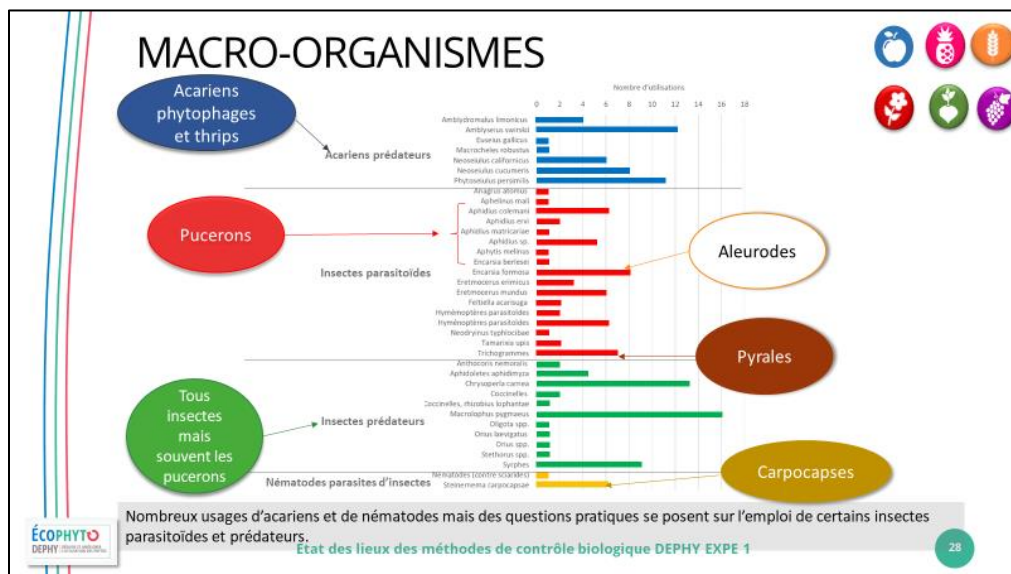 MACRO-ORGANISMES
Acariens
phytophages
et thrips
Nombre d'utilisations
0 2 4 6 8 10 12 14 16 18
Amblydromalus limonicus
Amblyseius swirskii
Euseius gallicus
Macrocheles robustus
Neoseiulus californicus
Neoseiulus cucumeris
Phytoseiulus persimilis
Acariens prédateurs
Anagrus atomus
Aphelinus mali
Aphidius colemani
Aphidius ervi
Aphidius matricariae
Aphidius sp.
Aphytis melinus
Encarsia berlesei
Encarsia formosa
Eretmocerus eremicus
Eretmocerus mundus
Feltiella acarisuga
Hyménoptères parasitoïdes
Hyménoptères parasitoïdes
Neodryinus typhlocibae
Tamarixia upis
Trichogrammes
Insectes parasitoïdes
Pucerons
Aleurodes
Pyrales
Anthocoris nemoralis
Aphidoletes aphidimyza
Chrysoperla carnea
Coccinelles
Coccinelles, rhizobius lophantae
Macrolophus pygmaeus
Oligota spp.
Orius laevigatus
Orius spp.
Stethorus spp.
Syrphes
Insectes prédateurs
Tous
insectes
mais
souvent les
pucerons
Nématodes (contre sciarides)
Steinernema carpocapsae
Nématodes parasites d'insectes
Carpocapses
Nombreux usages d'acariens et de nématodes mais des questions pratiques se posent sur l'emploi de certains insectes
parasitoïdes et prédateurs.
ÉCOPHYTO
DEPHY
État des lieux des méthodes de contrôle biologique DEPHY EXPE 1
28